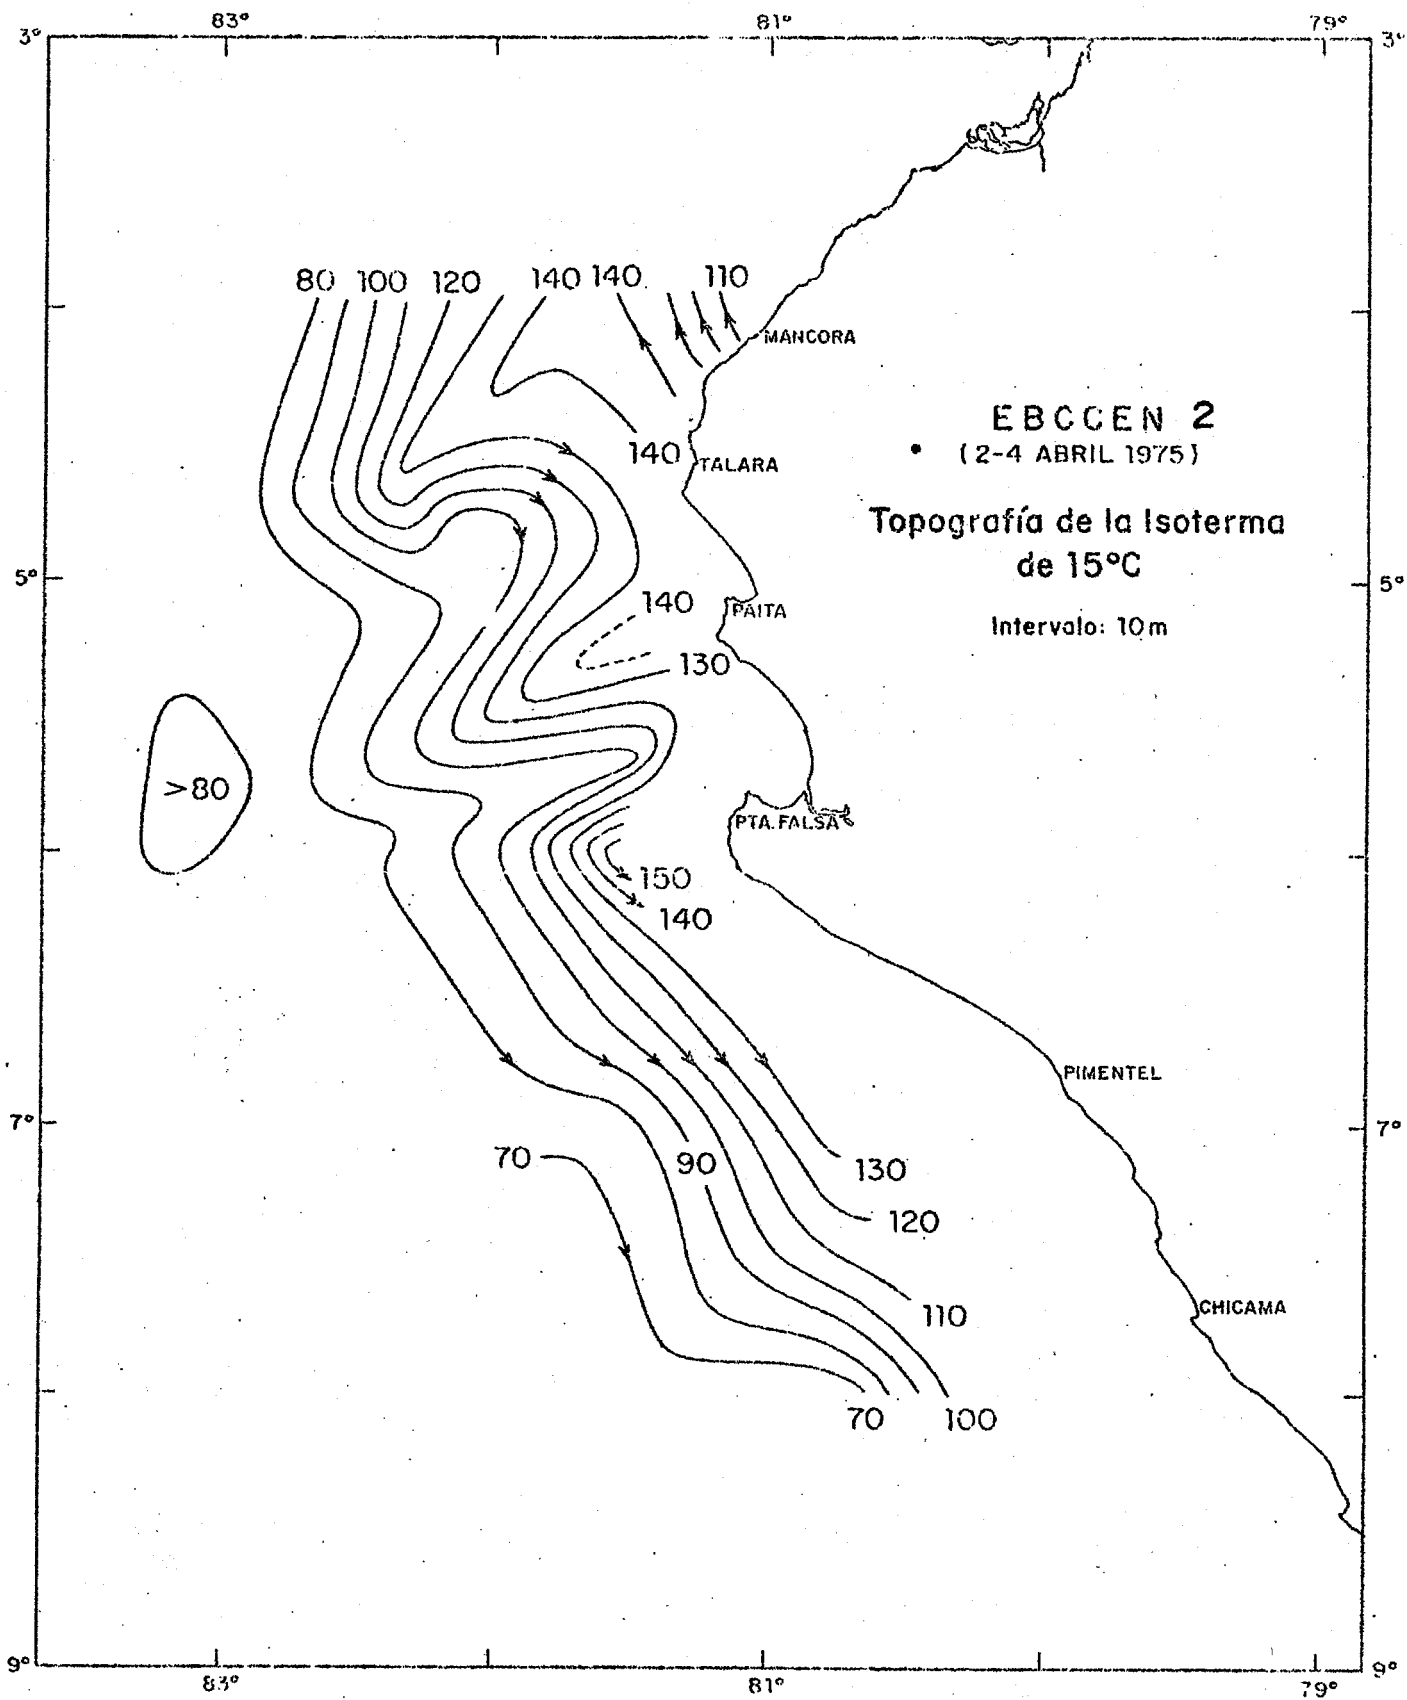 83° 81° 79°
3° 3°
80 100 120 140 140 110
MANCORA
EBCCEN 2
140 TALARA
(2-4 ABRIL 1975)
Topografía de la Isoterma
de 15°C
5° 5°
140 PAITA
Intervalo: 10m
130
>80
PTA. FALSA
150
140
PIMENTEL
7° 7°
70 90 130
120
CHICAMA
110
70 100
9° 9°
83° 81° 79°